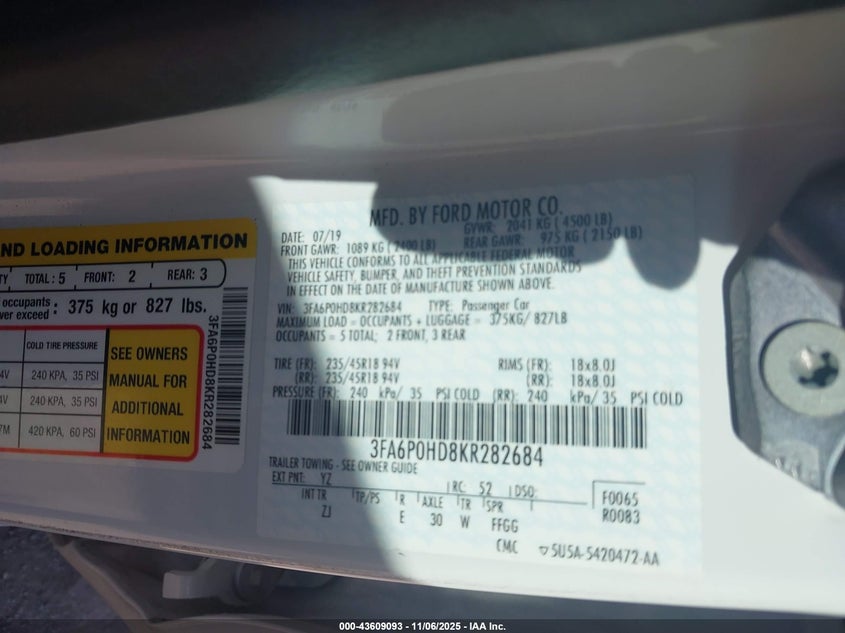 ND LOADING INFORMATION
TY TOTAL : 5 FRONT: 2 REAR: 3
occupants
ver exceed : 375 kg or 827 lbs.
COLD TIRE PRESSURE
4V 240 KPA, 35 PSI
4V 240 KPA, 35 PSI
7M 420 KPA, 60 PSI
SEE OWNERS
MANUAL FOR
ADDITIONAL
INFORMATION
3FA6P0HD8KR282684
MFD. BY FORD MOTOR CO.
DATE: 07/19 GVWR: 2041 KG ( 4500 LB)
FRONT GAWR: 1089 KG ( 2400 LB) REAR GAWR: 975 KG ( 2150 LB)
THIS VEHICLE CONFORMS TO ALL APPLICABLE FEDERAL MOTOR
VEHICLE SAFETY, BUMPER, AND THEFT PREVENTION STANDARDS
IN EFFECT ON THE DATE OF MANUFACTURE SHOWN ABOVE.
VIN: 3FA6P0HD8KR282684 TYPE: Passenger Car
MAXIMUM LOAD = OCCUPANTS + LUGGAGE = 375KG/ 827LB
OCCUPANTS = 5 TOTAL; 2 FRONT, 3 REAR
TIRE (FR): 235/45R18 94V RIMS (FR): 18x8.0J
(RR): 235/45R18 94V (RR): 18x8.0J
PRESSURE (FR): 240 kPa/ 35 PSI COLD (RR): 240 kPa/ 35 PSI COLD
3FA6P0HD8KR282684
TRAILER TOWING - SEE OWNER GUIDE
EXT PNT: YZ RC: 52 DSO: F0065
INT TR TP/PS R AXLE TR SPR R0083
ZJ E 30 W FFGG
CMC ▽5U5A-5420472-AA
000-43609093 - 11/06/2025 - IAA Inc.